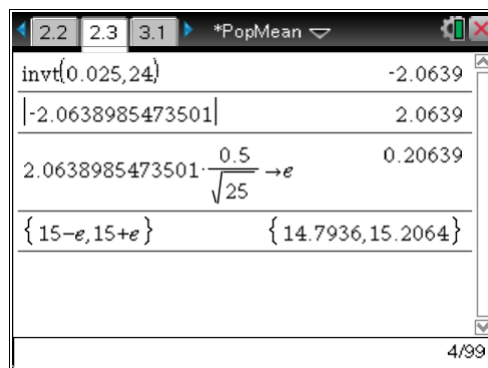 2.2 2.3 3.1 *PopMean
invt(0.025,24) -2.0639
|-2.0638985473501| 2.0639
2.0638985473501·0.5/√25→e 0.20639
{15-e,15+e} {14.7936,15.2064}
4/99